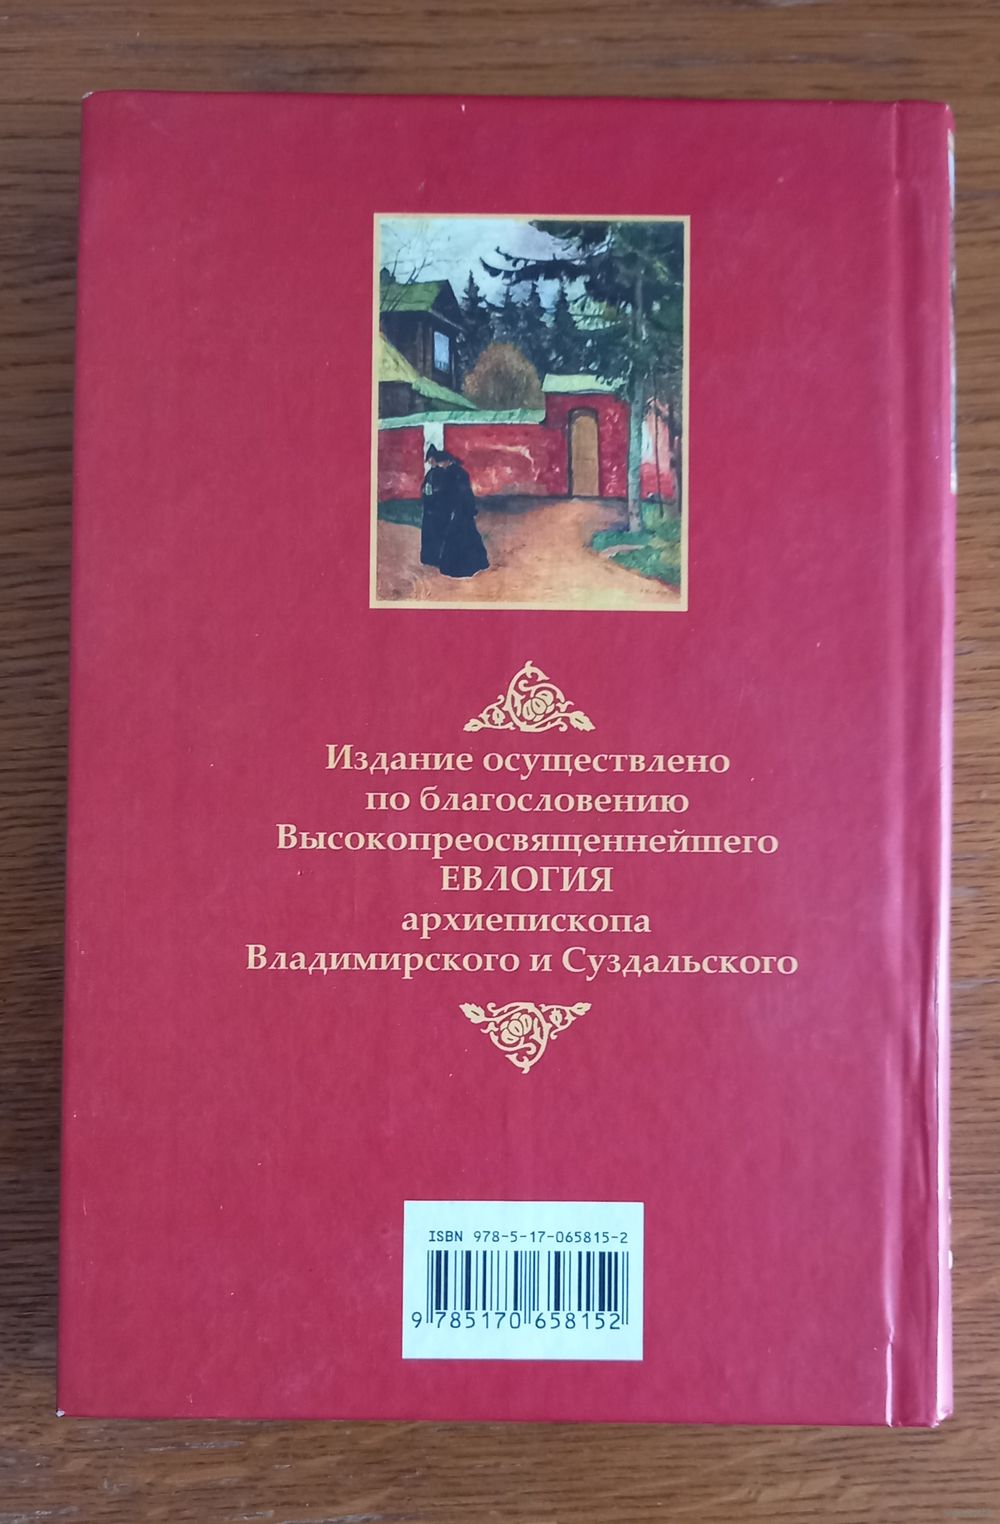 Издание осуществлено
по благословению
Высокопреосвященнейшего
ЕВЛОГИЯ
архиепископа
Владимирского и Суздальского
ISBN 978-5-17-065815-2
9 785170 658152